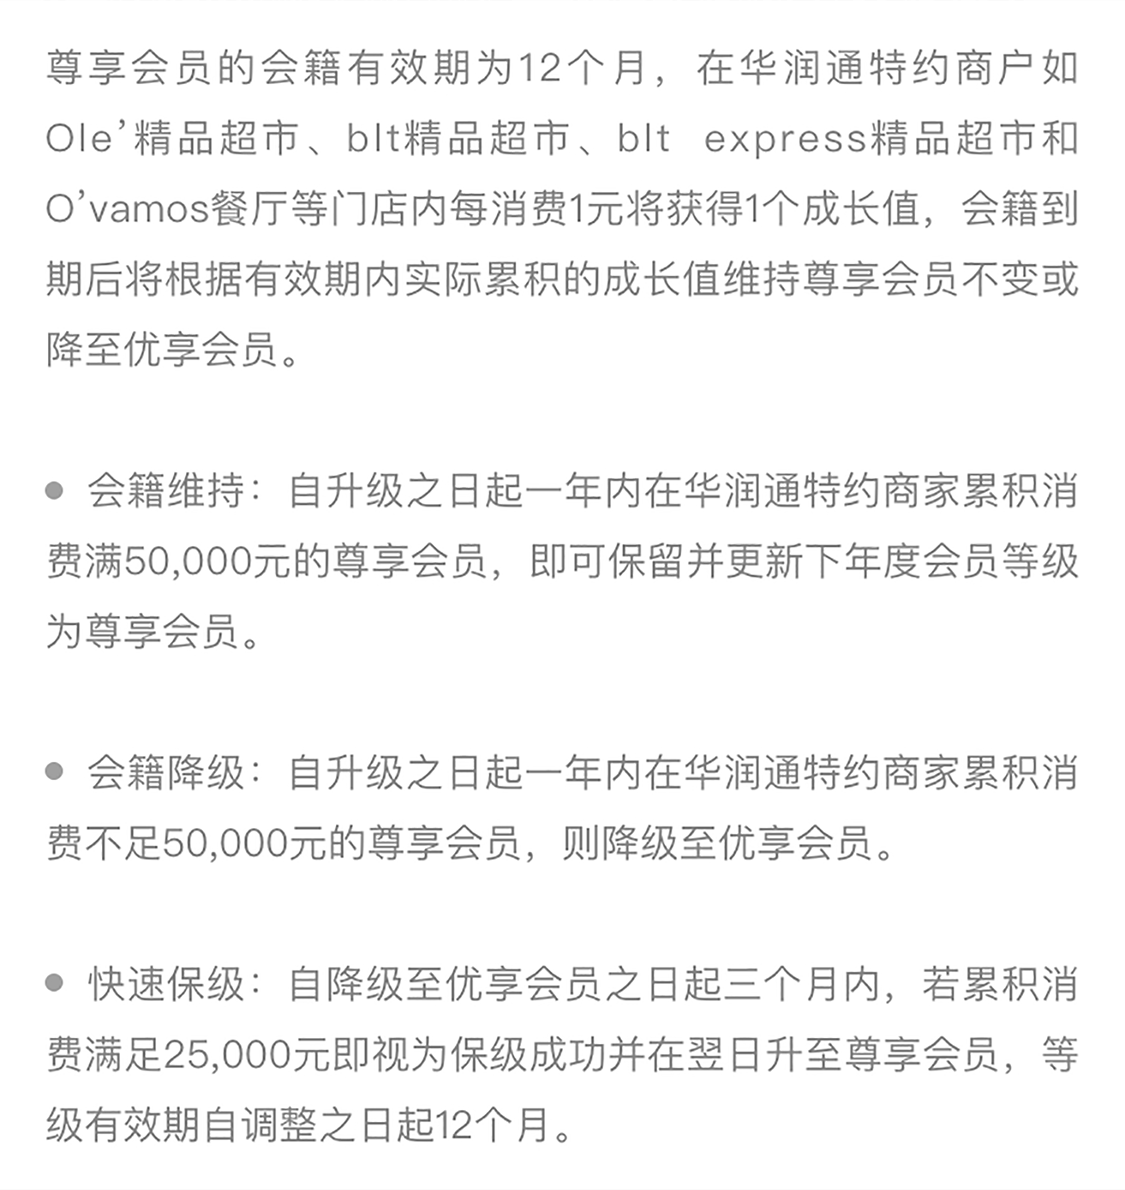 尊享会员的会籍有效期为12个月，在华润通特约商户如
Ole’精品超市、blt精品超市、blt express精品超市和
O’vamos餐厅等门店内每消费1元将获得1个成长值，会籍到
期后将根据有效期内实际累积的成长值维持尊享会员不变或
降至优享会员。
● 会籍维持：自升级之日起一年内在华润通特约商家累积消
费满50,000元的尊享会员，即可保留并更新下年度会员等级
为尊享会员。
● 会籍降级：自升级之日起一年内在华润通特约商家累积消
费不足50,000元的尊享会员，则降级至优享会员。
● 快速保级：自降级至优享会员之日起三个月内，若累积消
费满足25,000元即视为保级成功并在翌日升至尊享会员，等
级有效期自调整之日起12个月。